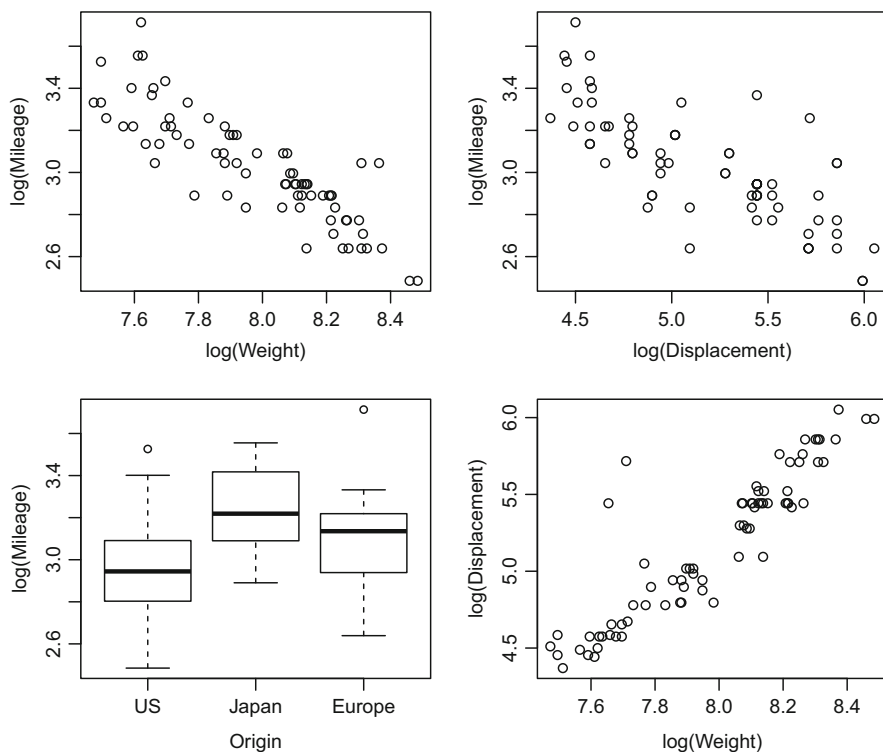 log(Mileage)
3.4
3.0
2.6
7.6 7.8 8.0 8.2 8.4
log(Weight)
log(Mileage)
3.4
3.0
2.6
4.5 5.0 5.5 6.0
log(Displacement)
log(Mileage)
3.4
3.0
2.6
US Japan Europe
Origin
log(Displacement)
6.0
5.5
5.0
4.5
7.6 7.8 8.0 8.2 8.4
log(Weight)